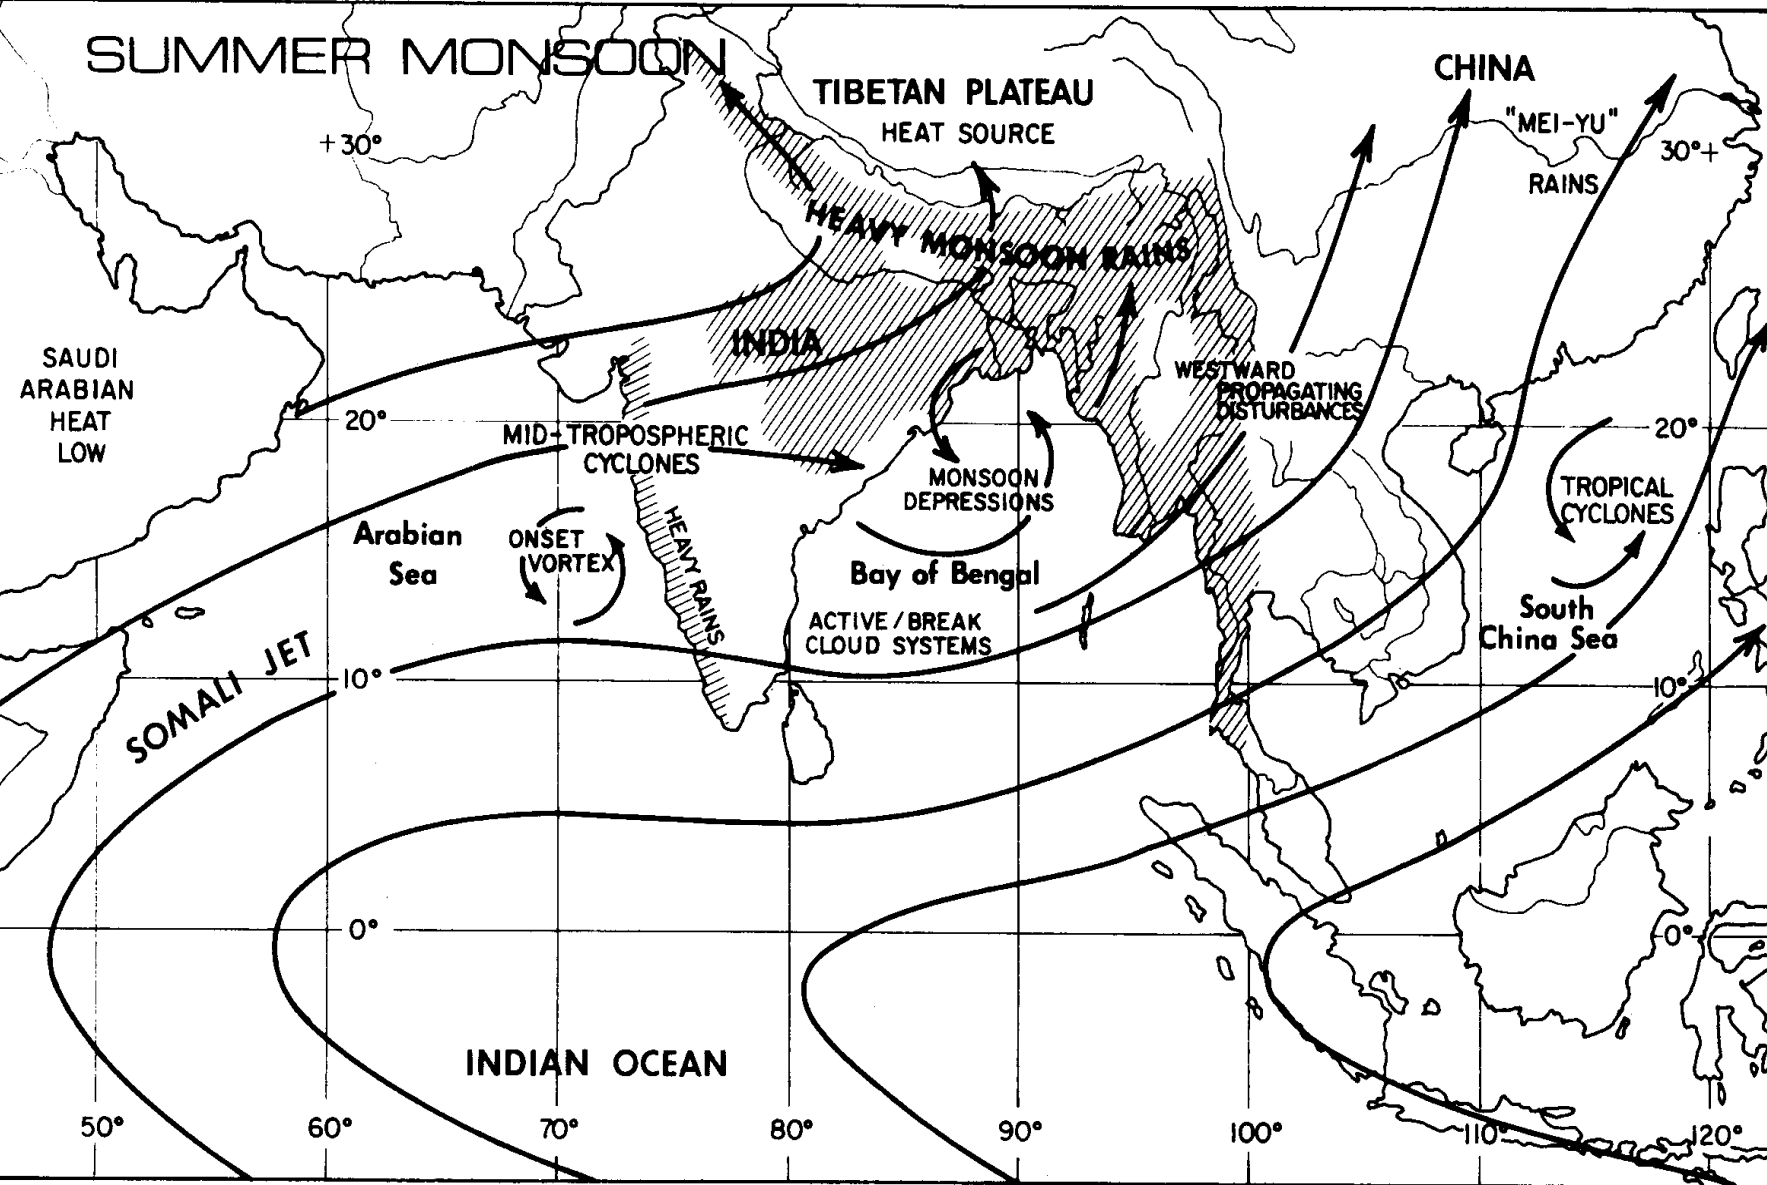 SUMMER MONSOON
TIBETAN PLATEAU
HEAT SOURCE
CHINA
"MEI-YU"
RAINS
+30°
30°+
HEAVY MONSOON RAINS
INDIA
SAUDI
ARABIAN
HEAT
LOW
WESTWARD
PROPAGATING
DISTURBANCES
20°
20°
MID-TROPOSPHERIC
CYCLONES
MONSOON
DEPRESSIONS
TROPICAL
CYCLONES
Arabian
Sea
ONSET
VORTEX
HEAVY RAINS
Bay of Bengal
ACTIVE/BREAK
CLOUD SYSTEMS
South
China Sea
SOMALI JET
10°
10°
0°
0°
INDIAN OCEAN
50°
60°
70°
80°
90°
100°
110°
120°